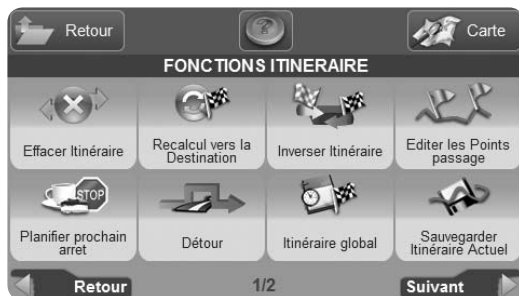 Retour
Carte
FONCTIONS ITINERAIRE
Effacer Itinéraire
Recalcul vers la
Destination
Inverser Itinéraire
Editer les Points
passage
STOP
Planifier prochain
arret
Détour
Itinéraire global
Sauvegarder
Itinéraire Actuel
Retour
1/2
Suivant